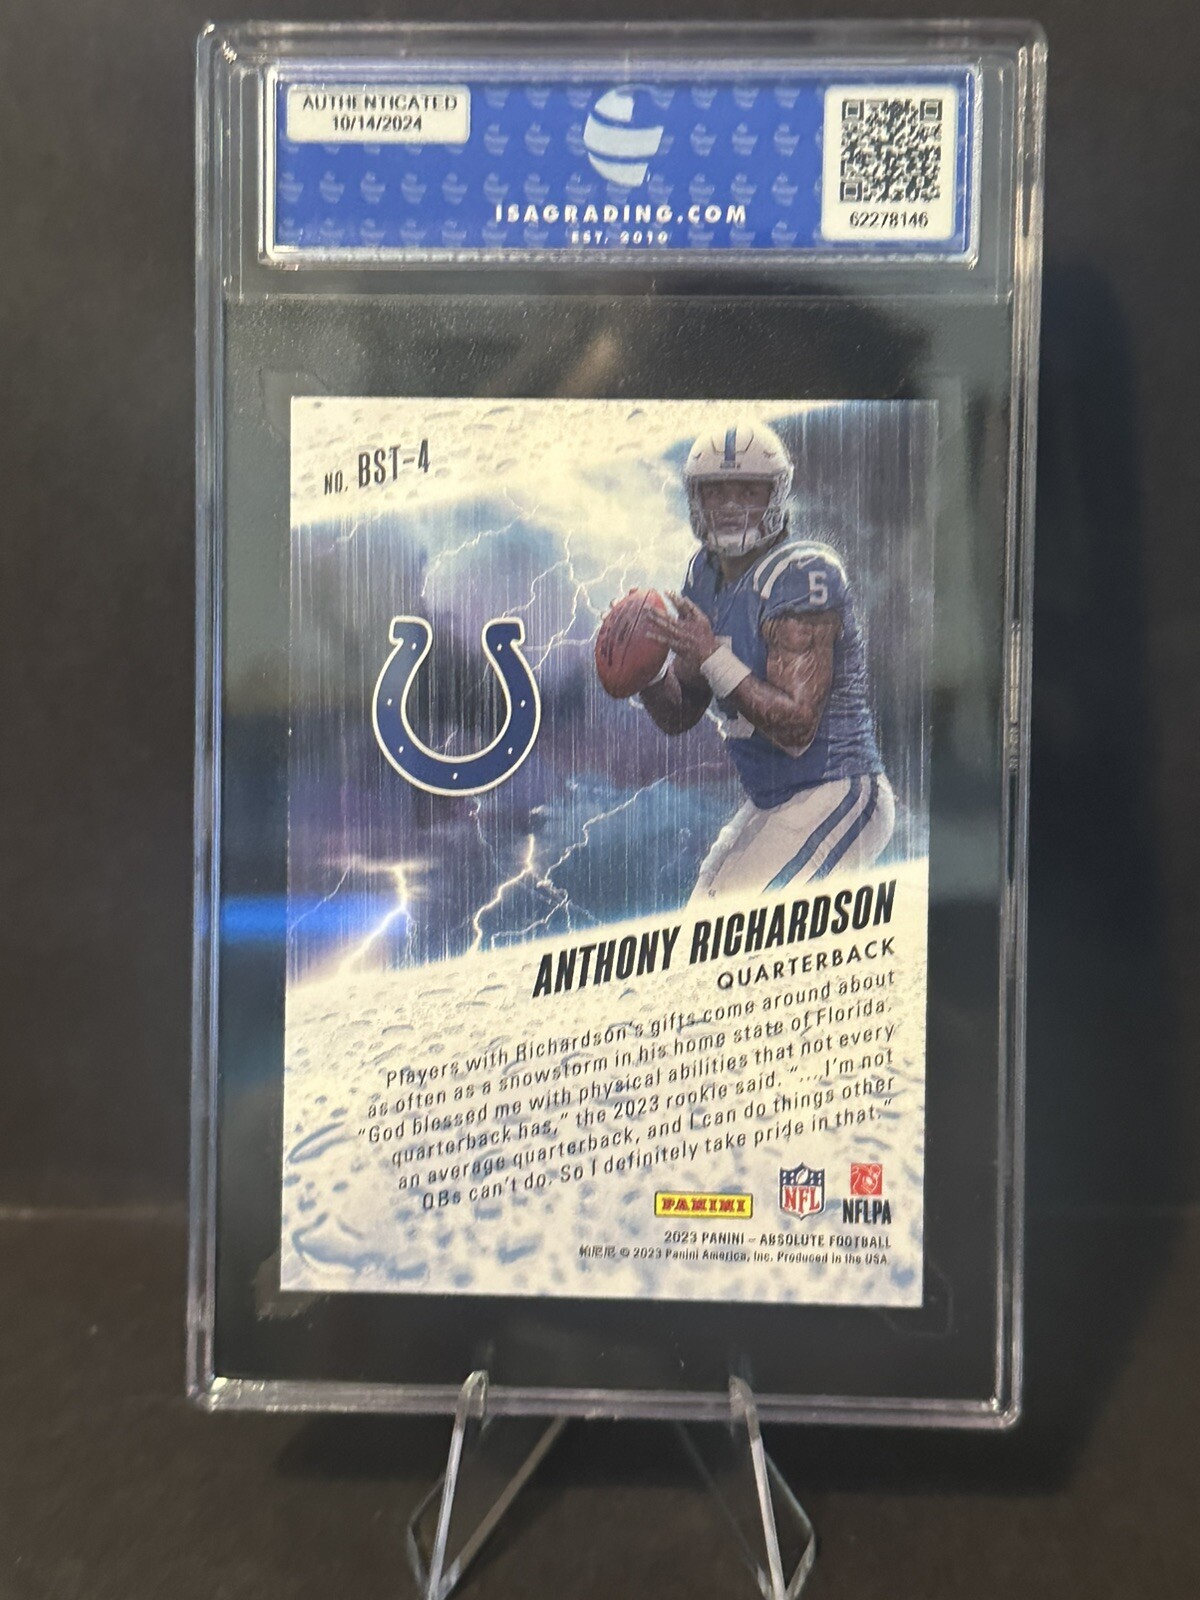 AUTHENTICATED
10/14/2024
ISAGRADING.COM
EST. 2010
62278146
NO. BST-4
5
ANTHONY RICHARDSON
QUARTERBACK
Players with Richardson's gifts come around about
as often as a snowstorm in his home state of Florida.
"God blessed me with physical abilities that not every
quarterback has," the 2023 rookie said. "...I'm not
an average quarterback, and I can do things other
QBs can't do. So I definitely take pride in that."
PANINI
NFL
NFLPA
2023 PANINI – ABSOLUTE FOOTBALL
帕尼尼 © 2023 Panini America, Inc. Produced in the USA.